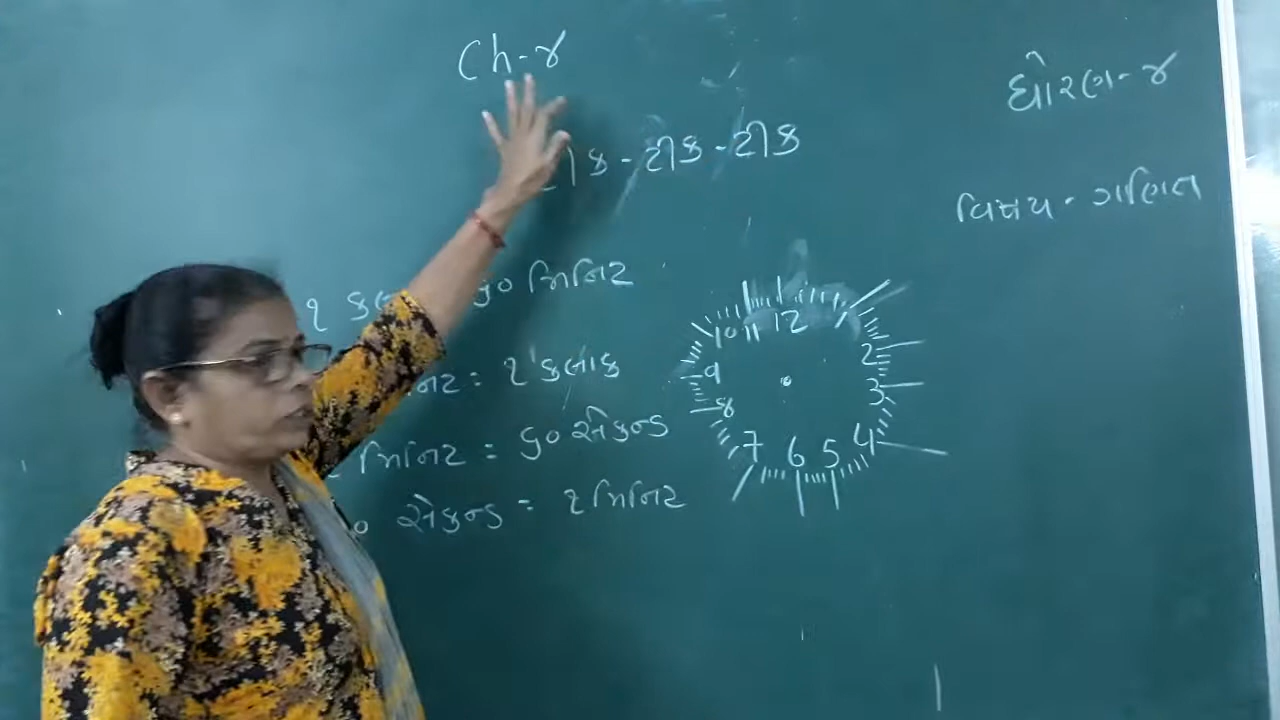 Ch-૪
ધોરણ-૪
ટીક-ટીક-ટીક
વિષય - ગણિત
૧ ક ૬૦ મિનિટ
= ૧ કલાક
મિનિટ = ૬૦ સેકન્ડ
સેકન્ડ = ૧ મિનિટ
10 11 12
9 2
8 3
7 6 5 4